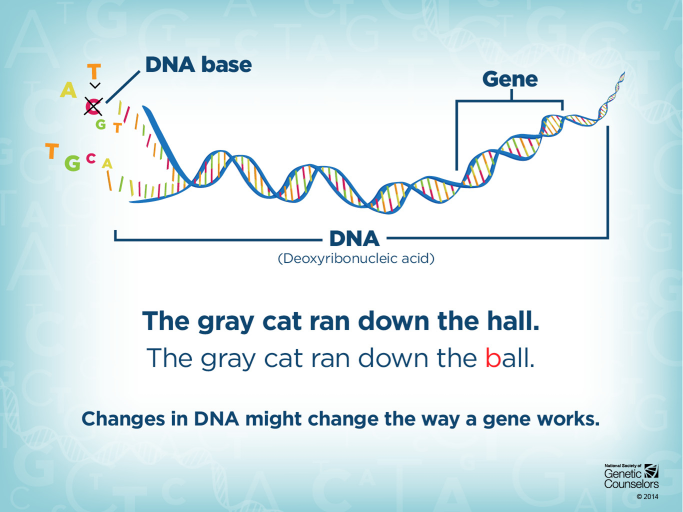 T
DNA base
A
C
G T
T G C A
Gene
DNA
(Deoxyribonucleic acid)
The gray cat ran down the hall.
The gray cat ran down the ball.
Changes in DNA might change the way a gene works.
National Society of
Genetic
Counselors
© 2014